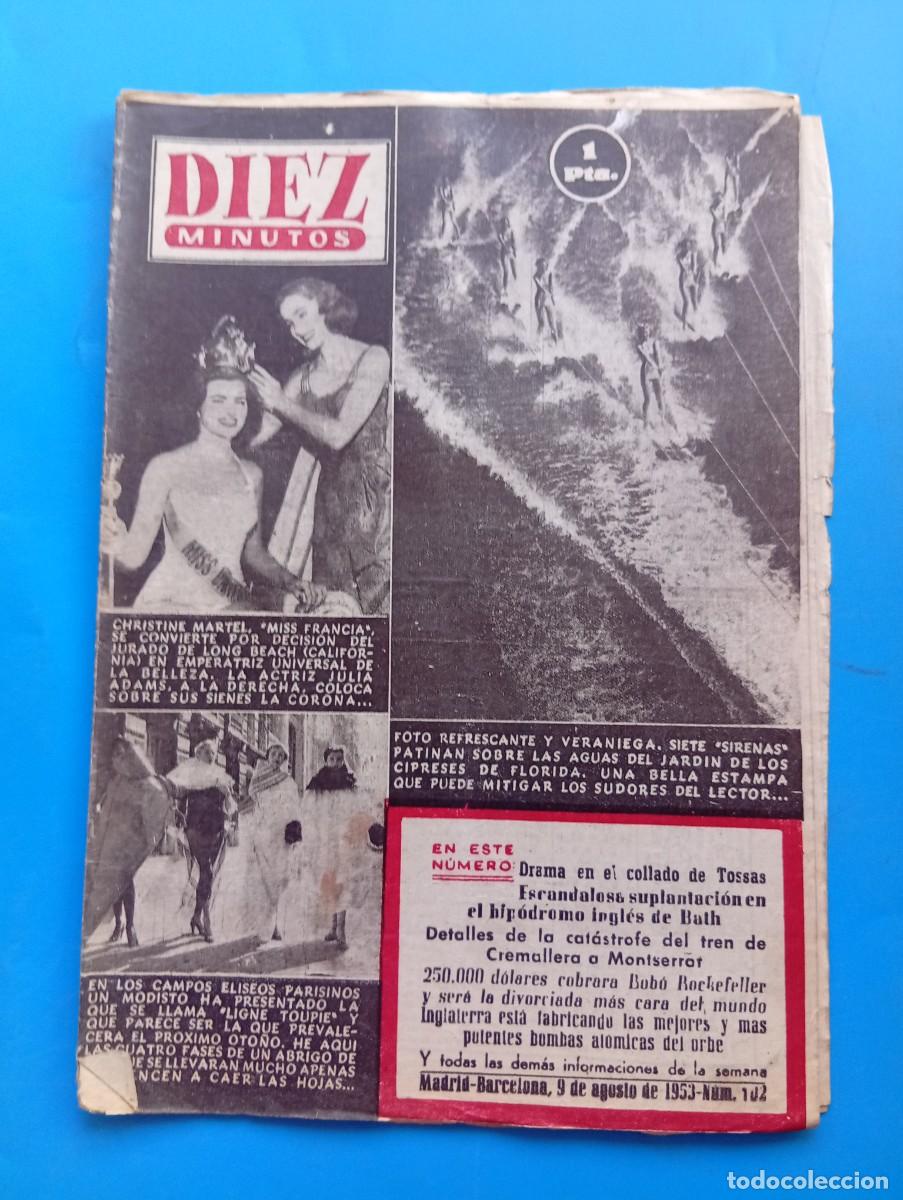 DIEZ
MINUTOS
1
Pta.
MISS UNIV
CHRISTINE MARTEL, "MISS FRANCIA",
SE CONVIERTE POR DECISIÓN DEL
JURADO DE LONG BEACH (CALIFOR-
NIA) EN EMPERATRIZ UNIVERSAL DE
LA BELLEZA. LA ACTRIZ JULIA
ADAMS, A LA DERECHA, COLOCA
SOBRE SUS SIENES LA CORONA...
FOTO REFRESCANTE Y VERANIEGA. SIETE "SIRENAS"
PATINAN SOBRE LAS AGUAS DEL JARDIN DE LOS
CIPRESES DE FLORIDA. UNA BELLA ESTAMPA
QUE PUEDE MITIGAR LOS SUDORES DEL LECTOR...
EN LOS CAMPOS ELISEOS PARISINOS
UN MODISTO HA PRESENTADO LA
QUE SE LLAMA "LIGNE TOUPIE" Y
QUE PARECE SER LA QUE PREVALE-
CERA EL PROXIMO OTOÑO. HE AQUI
LAS CUATRO FASES DE UN ABRIGO DE
UE SE LLEVARAN MUCHO APENAS
ENCEN A CAER LAS HOJAS...
EN ESTE
NÚMERO: Drama en el collado de Tossas
Escandalosa suplantación en
el hipódromo inglés de Bath
Detalles de la catástrofe del tren de
Cremallera a Montserrat
250.000 dólares cobrara Bobó Rockefeller
y será la divorciada más cara del mundo
Inglaterra está fabricando las mejores y mas
potentes bombas atómicas del orbe
Y todas las demás informaciones de la semana
Madrid-Barcelona, 9 de agosto de 1953-Núm. 102
todocoleccion